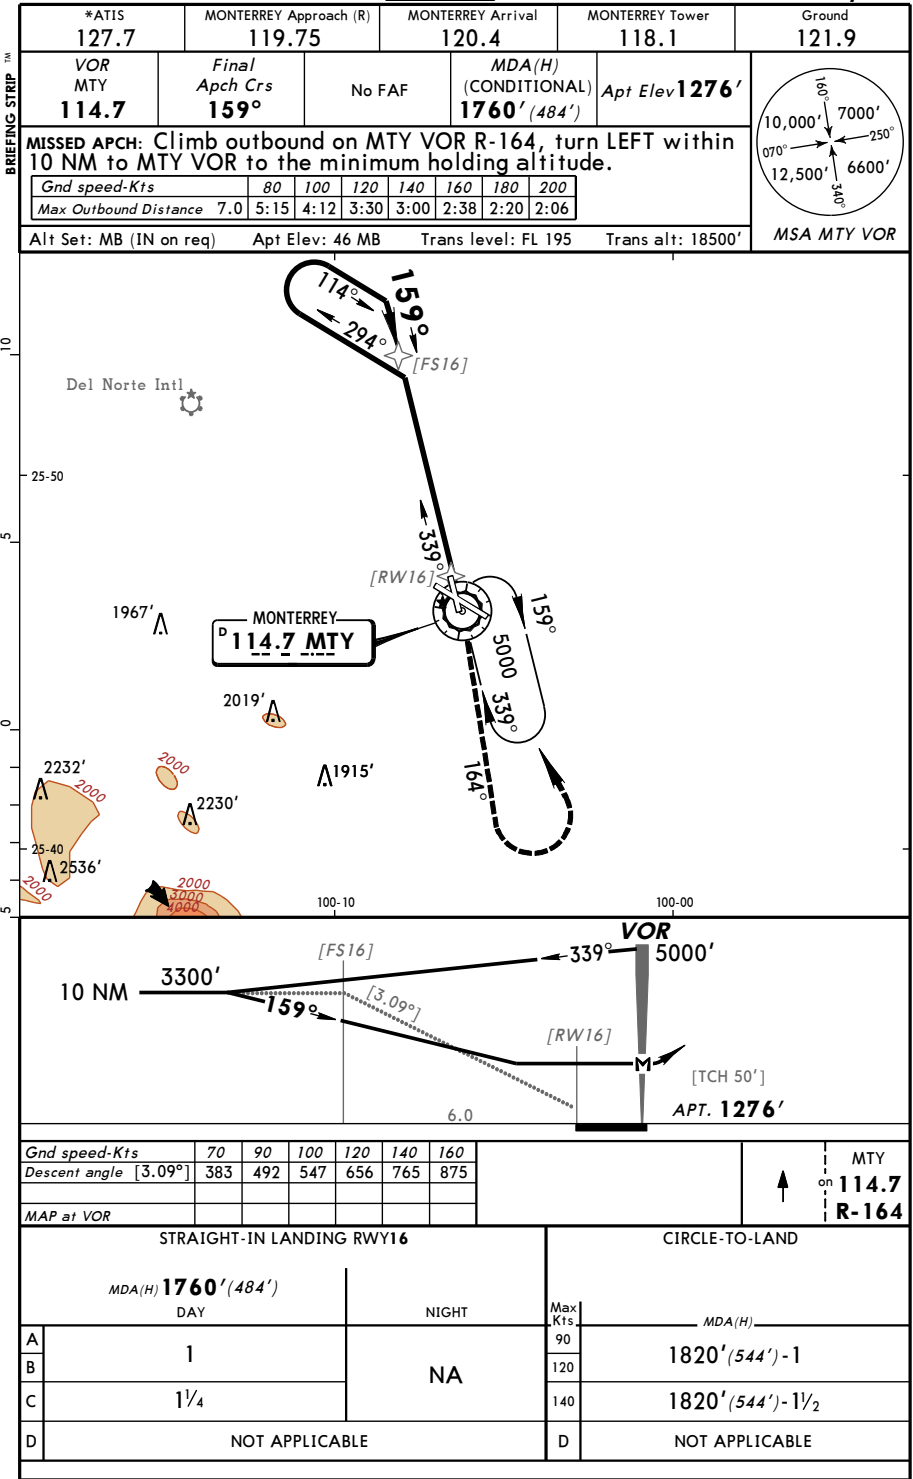 *ATIS
127.7
MONTERREY Approach (R)
119.75
MONTERREY Arrival
120.4
MONTERREY Tower
118.1
Ground
121.9
BRIEFING STRIP TM
VOR
MTY
114.7
Final
Apch Crs
159°
No FAF
MDA(H)
(CONDITIONAL)
1760' (484')
Apt Elev 1276'
MISSED APCH: Climb outbound on MTY VOR R-164, turn LEFT within
10 NM to MTY VOR to the minimum holding altitude.
Gnd speed-Kts 80 100 120 140 160 180 200
Max Outbound Distance 7.0 5:15 4:12 3:30 3:00 2:38 2:20 2:06
Alt Set: MB (IN on req) Apt Elev: 46 MB Trans level: FL 195 Trans alt: 18500'
160°
10,000'
7000'
250°
070°
12,500'
6600'
340°
MSA MTY VOR
114°
159°
294°
[FS16]
10
Del Norte Intl
25-50
5
339°
[RW16]
1967'
MONTERREY
D 114.7 MTY
159°
5000
339°
2019'
0
164°
2232'
2000
2000
1915'
2230'
25-40
2536'
2000
2000
3000
4000
5
100-10
100-00
[FS16]
VOR
339°
5000'
3300'
10 NM
159°
[3.09°]
[RW16]
M
[TCH 50']
6.0
APT. 1276'
Gnd speed-Kts 70 90 100 120 140 160
Descent angle [3.09°] 383 492 547 656 765 875
MAP at VOR
on
MTY
114.7
R-164
STRAIGHT-IN LANDING RWY16
CIRCLE-TO-LAND
MDA(H) 1760' (484')
DAY
NIGHT
Max
Kts
MDA(H)
A
B
1
NA
90
120
1820' (544') -1
C
1 1/4
140
1820' (544') - 1 1/2
D
NOT APPLICABLE
D
NOT APPLICABLE